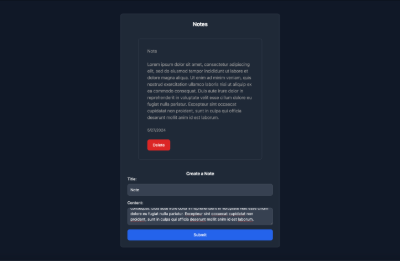 Notes
Note
Lorem ipsum dolor sit amet, consectetur adipiscing
elit, sed do eiusmod tempor incididunt ut labore et
dolore magna aliqua. Ut enim ad minim veniam, quis
nostrud exercitation ullamco laboris nisi ut aliquip ex
ea commodo consequat. Duis aute irure dolor in
reprehenderit in voluptate velit esse cillum dolore eu
fugiat nulla pariatur. Excepteur sint occaecat
cupidatat non proident, sunt in culpa qui officia
deserunt mollit anim id est laborum.
Delete
Create a Note
Title:
Note
Content:
consequat. Duis aute irure dolor in reprehenderit in voluptate velit esse cillum
dolore eu fugiat nulla pariatur. Excepteur sint occaecat cupidatat non
proident, sunt in culpa qui officia deserunt mollit anim id est laborum.
Submit